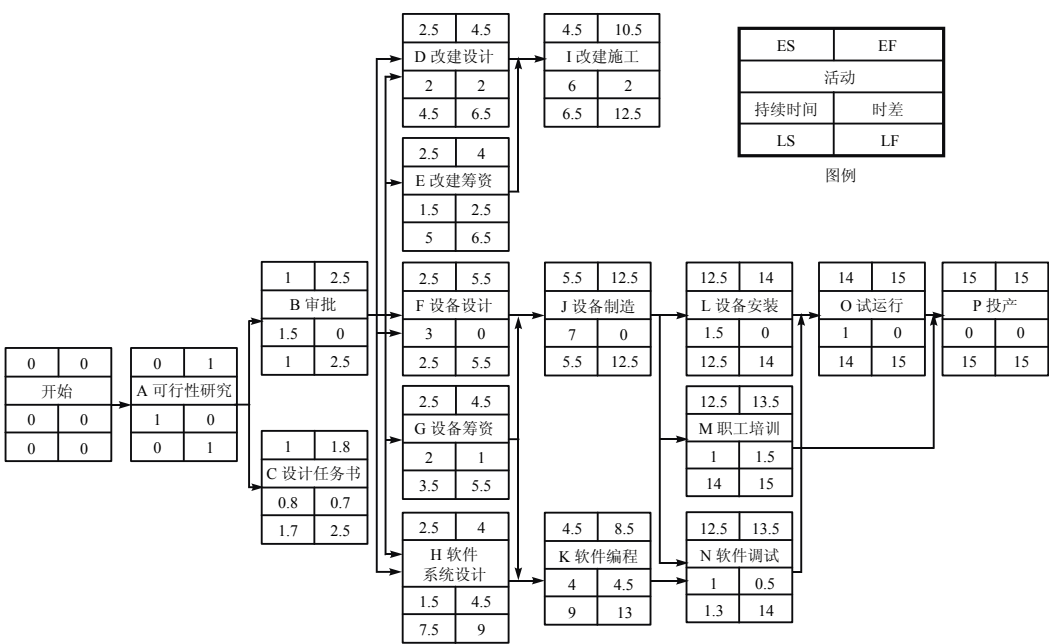 2.5 4.5
D 改建设计
2 2
4.5 6.5
4.5 10.5
I 改建施工
6 2
6.5 12.5
ES EF
活动
持续时间 时差
LS LF
图例
2.5 4
E 改建筹资
1.5 2.5
5 6.5
1 2.5
B 审批
1.5 0
1 2.5
2.5 5.5
F 设备设计
3 0
2.5 5.5
5.5 12.5
J 设备制造
7 0
5.5 12.5
12.5 14
L 设备安装
1.5 0
12.5 14
14 15
O 试运行
1 0
14 15
15 15
P 投产
0 0
15 15
0 0
开始
0 0
0 0
0 1
A 可行性研究
1 0
0 1
1 1.8
C 设计任务书
0.8 0.7
1.7 2.5
2.5 4.5
G 设备筹资
2 1
3.5 5.5
12.5 13.5
M 职工培训
1 1.5
14 15
2.5 4
H 软件
系统设计
1.5 4.5
7.5 9
4.5 8.5
K 软件编程
4 4.5
9 13
12.5 13.5
N 软件调试
1 0.5
1.3 14